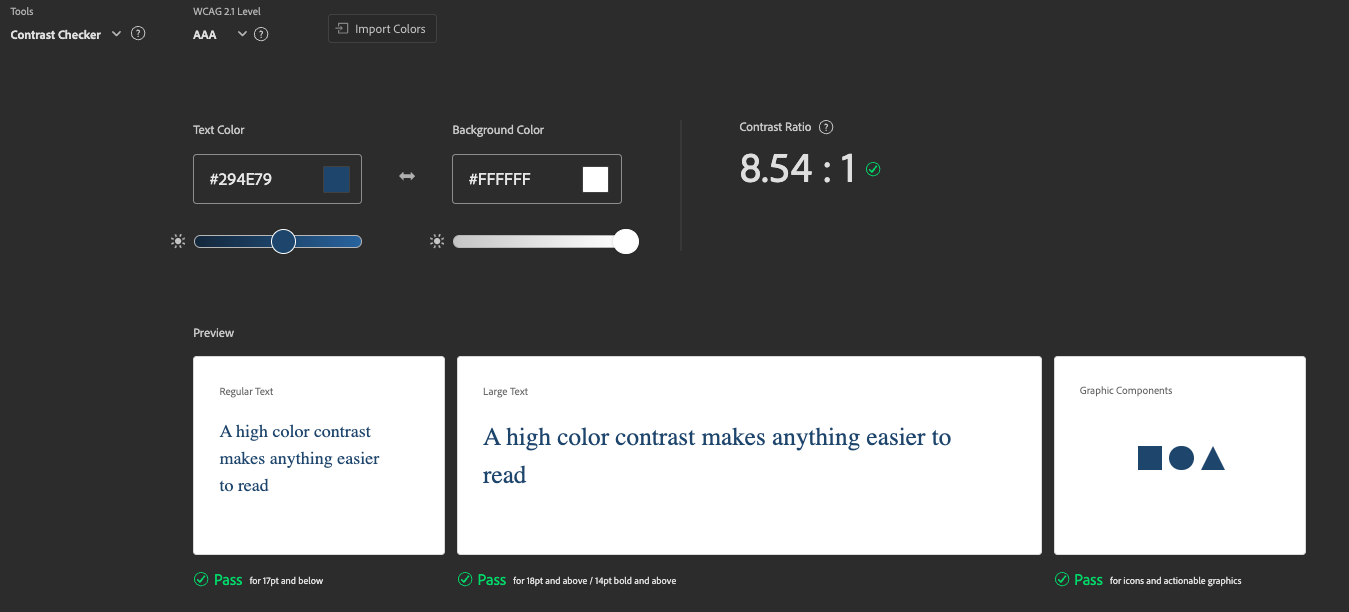 Tools
Contrast Checker
WCAG 2.1 Level
AAA
Import Colors
Text Color
#294E79
Background Color
#FFFFFF
Contrast Ratio
8.54 : 1
Preview
Regular Text
A high color contrast
makes anything easier
to read
Large Text
A high color contrast makes anything easier to
read
Graphic Components
Pass for 17pt and below
Pass for 18pt and above / 14pt bold and above
Pass for icons and actionable graphics